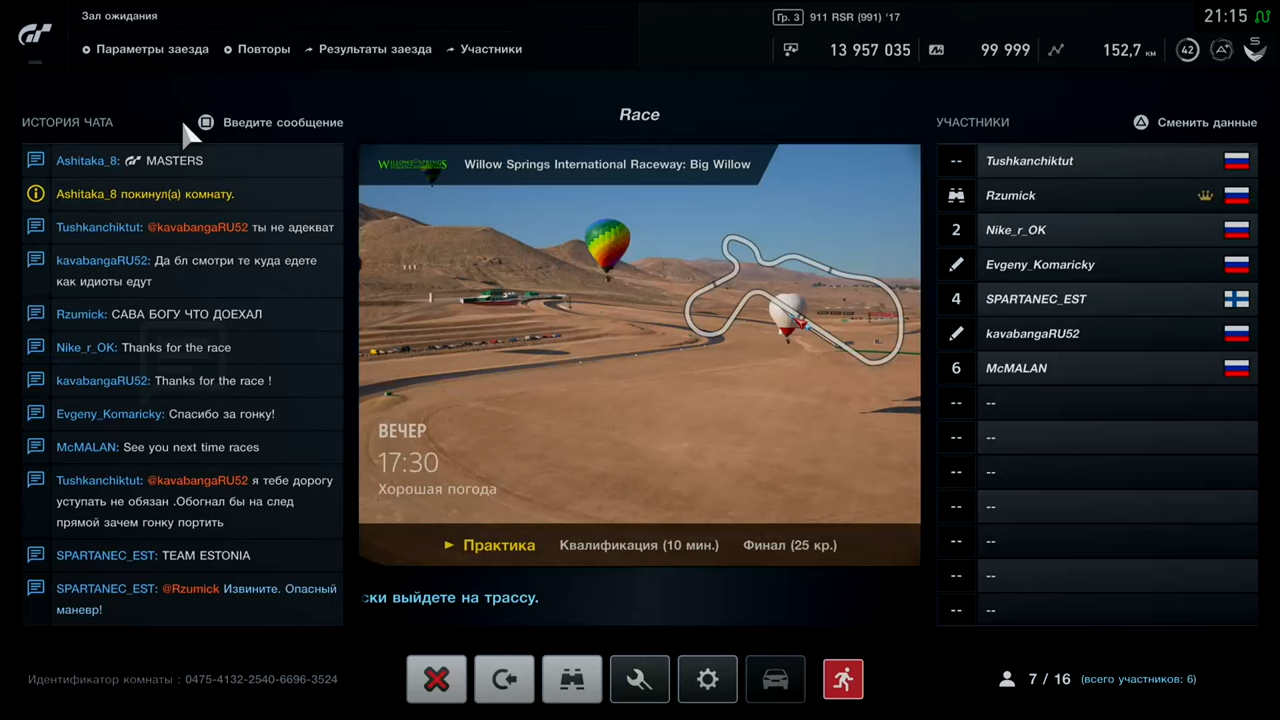 Зал ожидания
Гр. 3 911 RSR (991) '17
21:15
Параметры заезда Повторы Результаты заезда Участники
13 957 035 99 999 152,7 км 42 A+ S
ИСТОРИЯ ЧАТА Введите сообщение
Race
УЧАСТНИКИ Сменить данные
Ashitaka_8: MASTERS
Ashitaka_8 покинул(а) комнату.
Tushkanchiktut: @kavabangaRU52 ты не адекват
kavabangaRU52: Да бл смотри те куда едете
как идиоты едут
Rzumick: САВА БОГУ ЧТО ДОЕХАЛ
Nike_r_OK: Thanks for the race
kavabangaRU52: Thanks for the race !
Evgeny_Komaricky: Спасибо за гонку!
McMALAN: See you next time races
Tushkanchiktut: @kavabangaRU52 я тебе дорогу
уступать не обязан .Обогнал бы на след
прямой зачем гонку портить
SPARTANEC_EST: TEAM ESTONIA
SPARTANEC_EST: @Rzumick Извините. Опасный
маневр!
WILLOW SPRINGS Willow Springs International Raceway: Big Willow
ВЕЧЕР
17:30
Хорошая погода
Практика Квалификация (10 мин.) Финал (25 кр.)
ски выйдете на трассу.
-- Tushkanchiktut
Rzumick
2 Nike_r_OK
Evgeny_Komaricky
4 SPARTANEC_EST
kavabangaRU52
6 McMALAN
-- --
-- --
-- --
-- --
-- --
-- --
-- --
Идентификатор комнаты : 0475-4132-2540-6696-3524
7 / 16 (всего участников: 6)